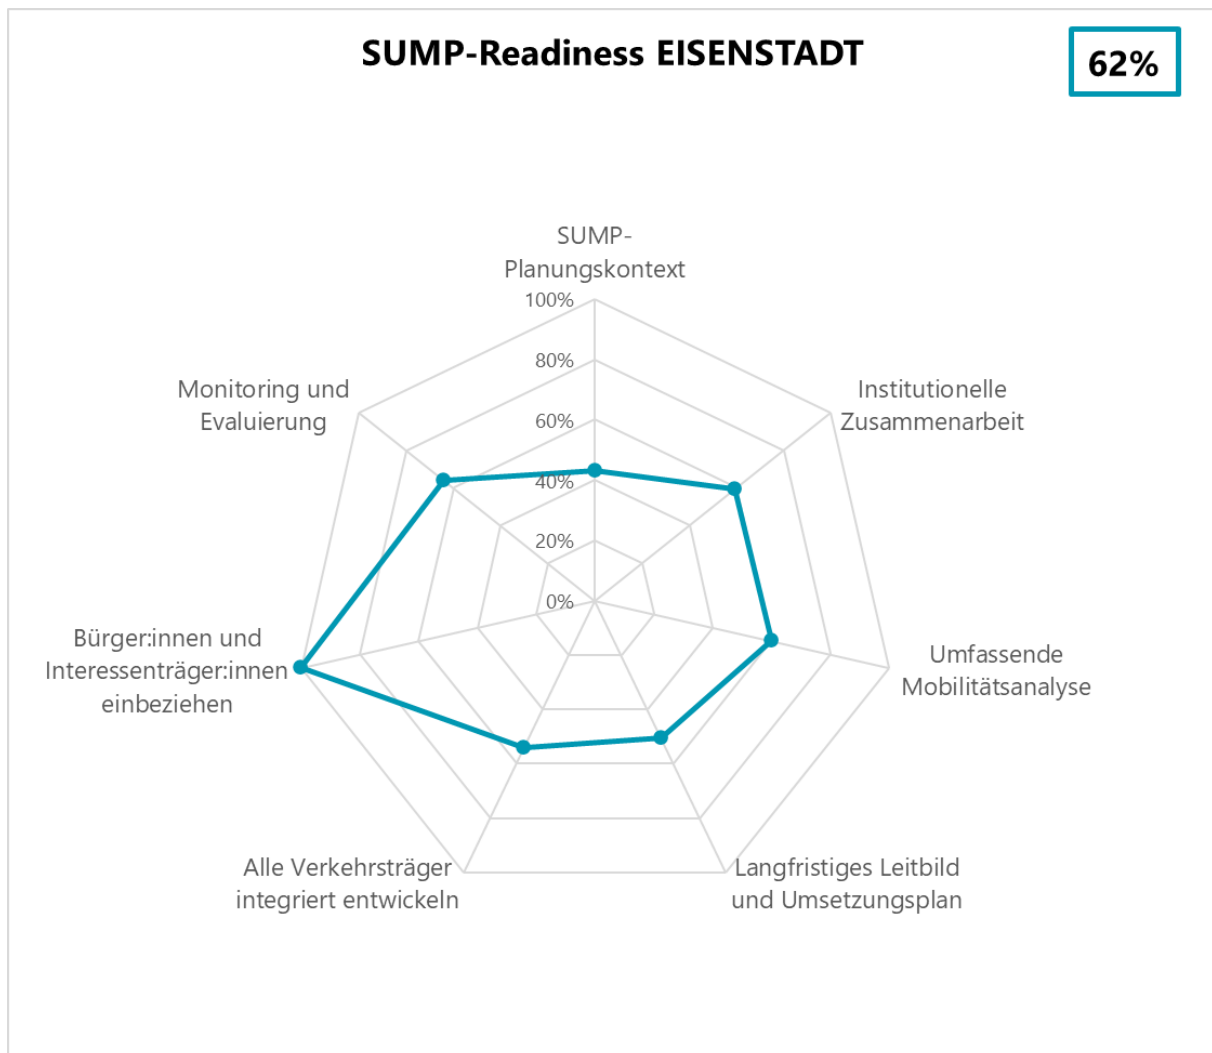 SUMP-Readiness EISENSTADT
62%
SUMP-
Planungskontext
100%
80%
60%
40%
20%
0%
Institutionelle
Zusammenarbeit
Umfassende
Mobilitätsanalyse
Langfristiges Leitbild
und Umsetzungsplan
Alle Verkehrsträger
integriert entwickeln
Bürger:innen und
Interessenträger:innen
einbeziehen
Monitoring und
Evaluierung